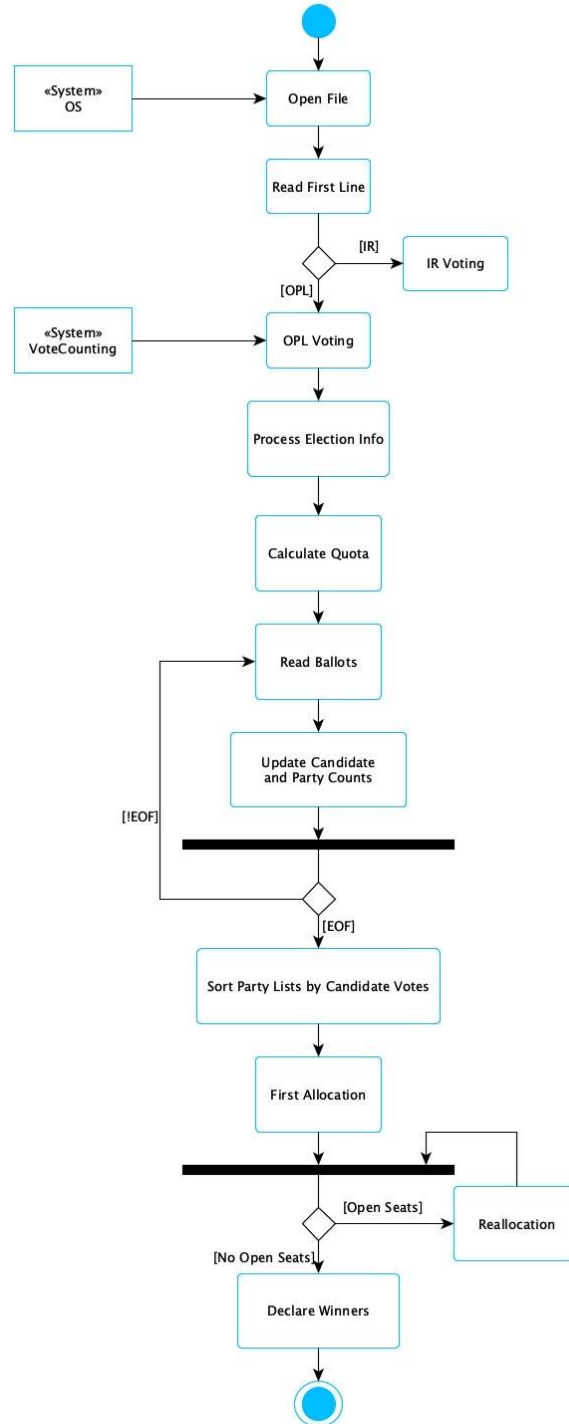 «System»
OS
Open File
Read First Line
[IR]
IR Voting
[OPL]
«System»
VoteCounting
OPL Voting
Process Election Info
Calculate Quota
Read Ballots
Update Candidate
and Party Counts
[!EOF]
[EOF]
Sort Party Lists by Candidate Votes
First Allocation
[Open Seats]
Reallocation
[No Open Seats]
Declare Winners